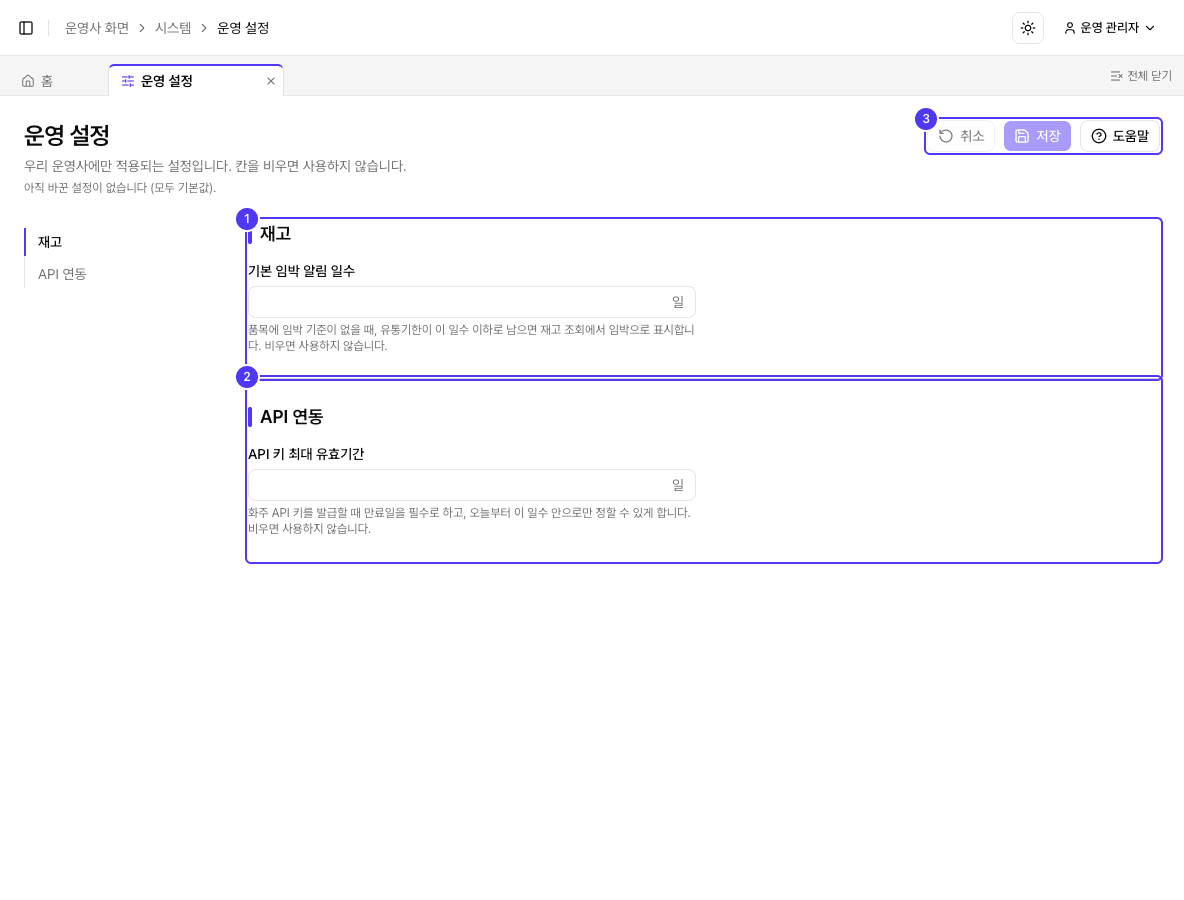 운영사 화면 > 시스템 > 운영 설정
운영 관리자
홈
운영 설정
전체 닫기
운영 설정
우리 운영사에만 적용되는 설정입니다. 칸을 비우면 사용하지 않습니다.
아직 바꾼 설정이 없습니다 (모두 기본값).
3
취소
저장
도움말
재고
API 연동
1
재고
기본 임박 알림 일수
일
품목에 임박 기준이 없을 때, 유통기한이 이 일수 이하로 남으면 재고 조회에서 임박으로 표시합니
다. 비우면 사용하지 않습니다.
2
API 연동
API 키 최대 유효기간
일
화주 API 키를 발급할 때 만료일을 필수로 하고, 오늘부터 이 일수 안으로만 정할 수 있게 합니다.
비우면 사용하지 않습니다.